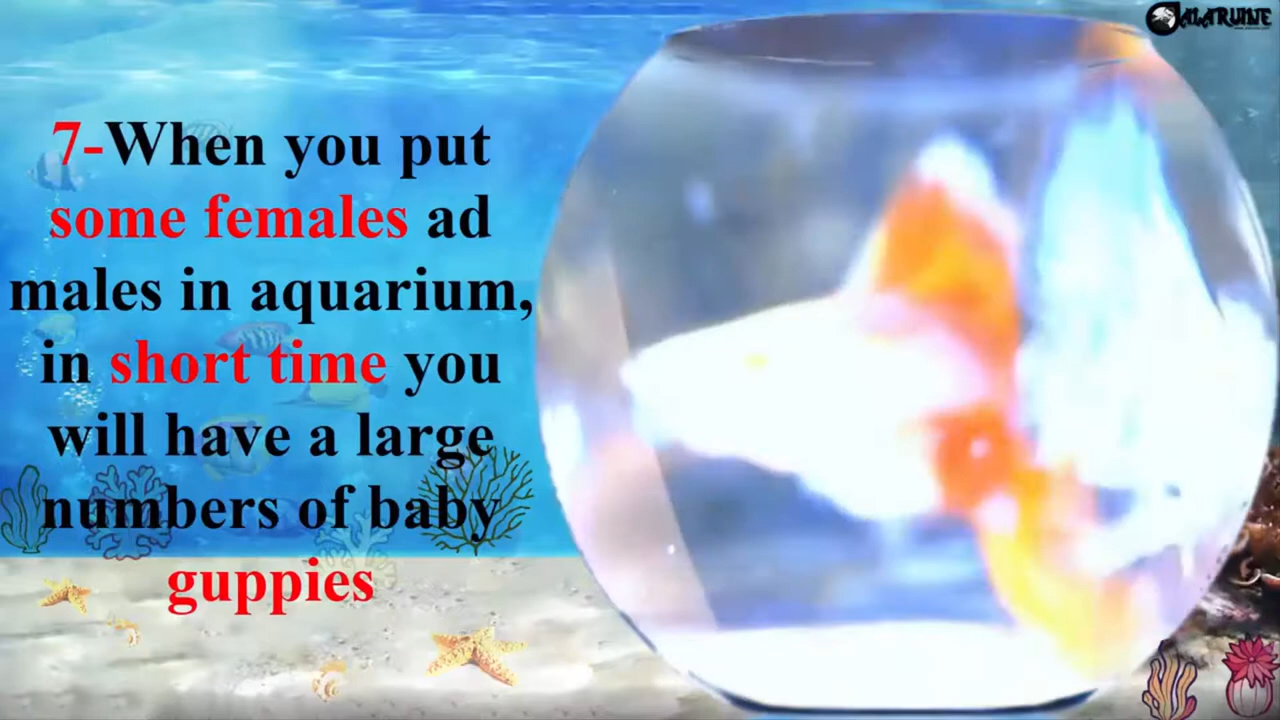 7-When you put
some females ad
males in aquarium,
in short time you
will have a large
numbers of baby
guppies